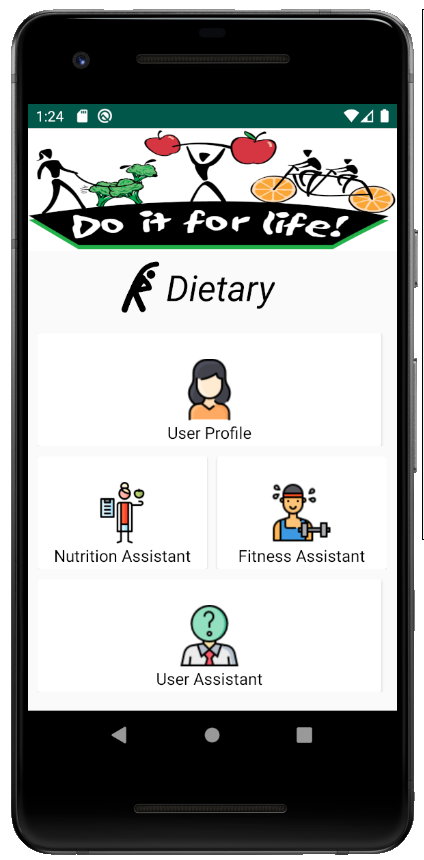 1:24
Do it for life!
Dietary
User Profile
Nutrition Assistant
Fitness Assistant
User Assistant